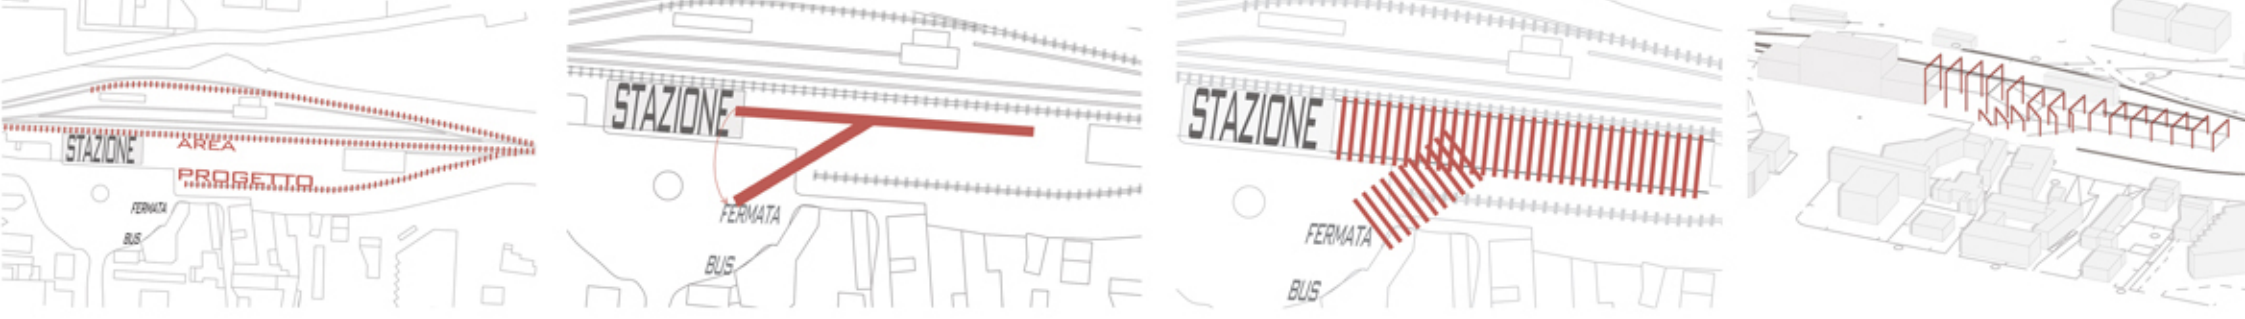 STAZIONE
AREA
PROGETTO
FERMATA
BUS
STAZIONE
FERMATA
BUS
STAZIONE
FERMATA
BUS